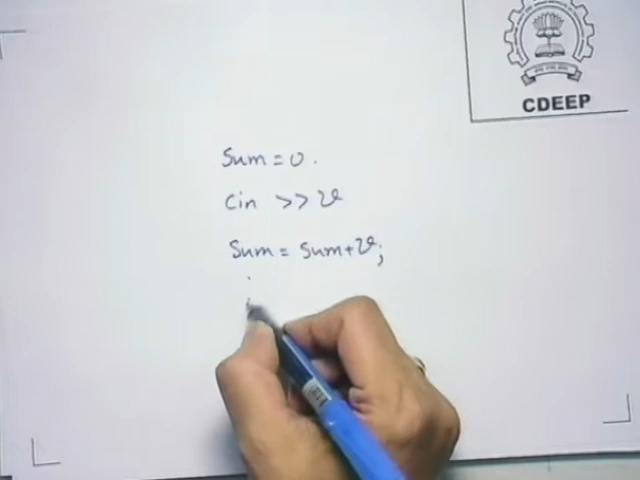 CDEEP
Sum = 0.
Cin >> v
Sum = Sum + v;